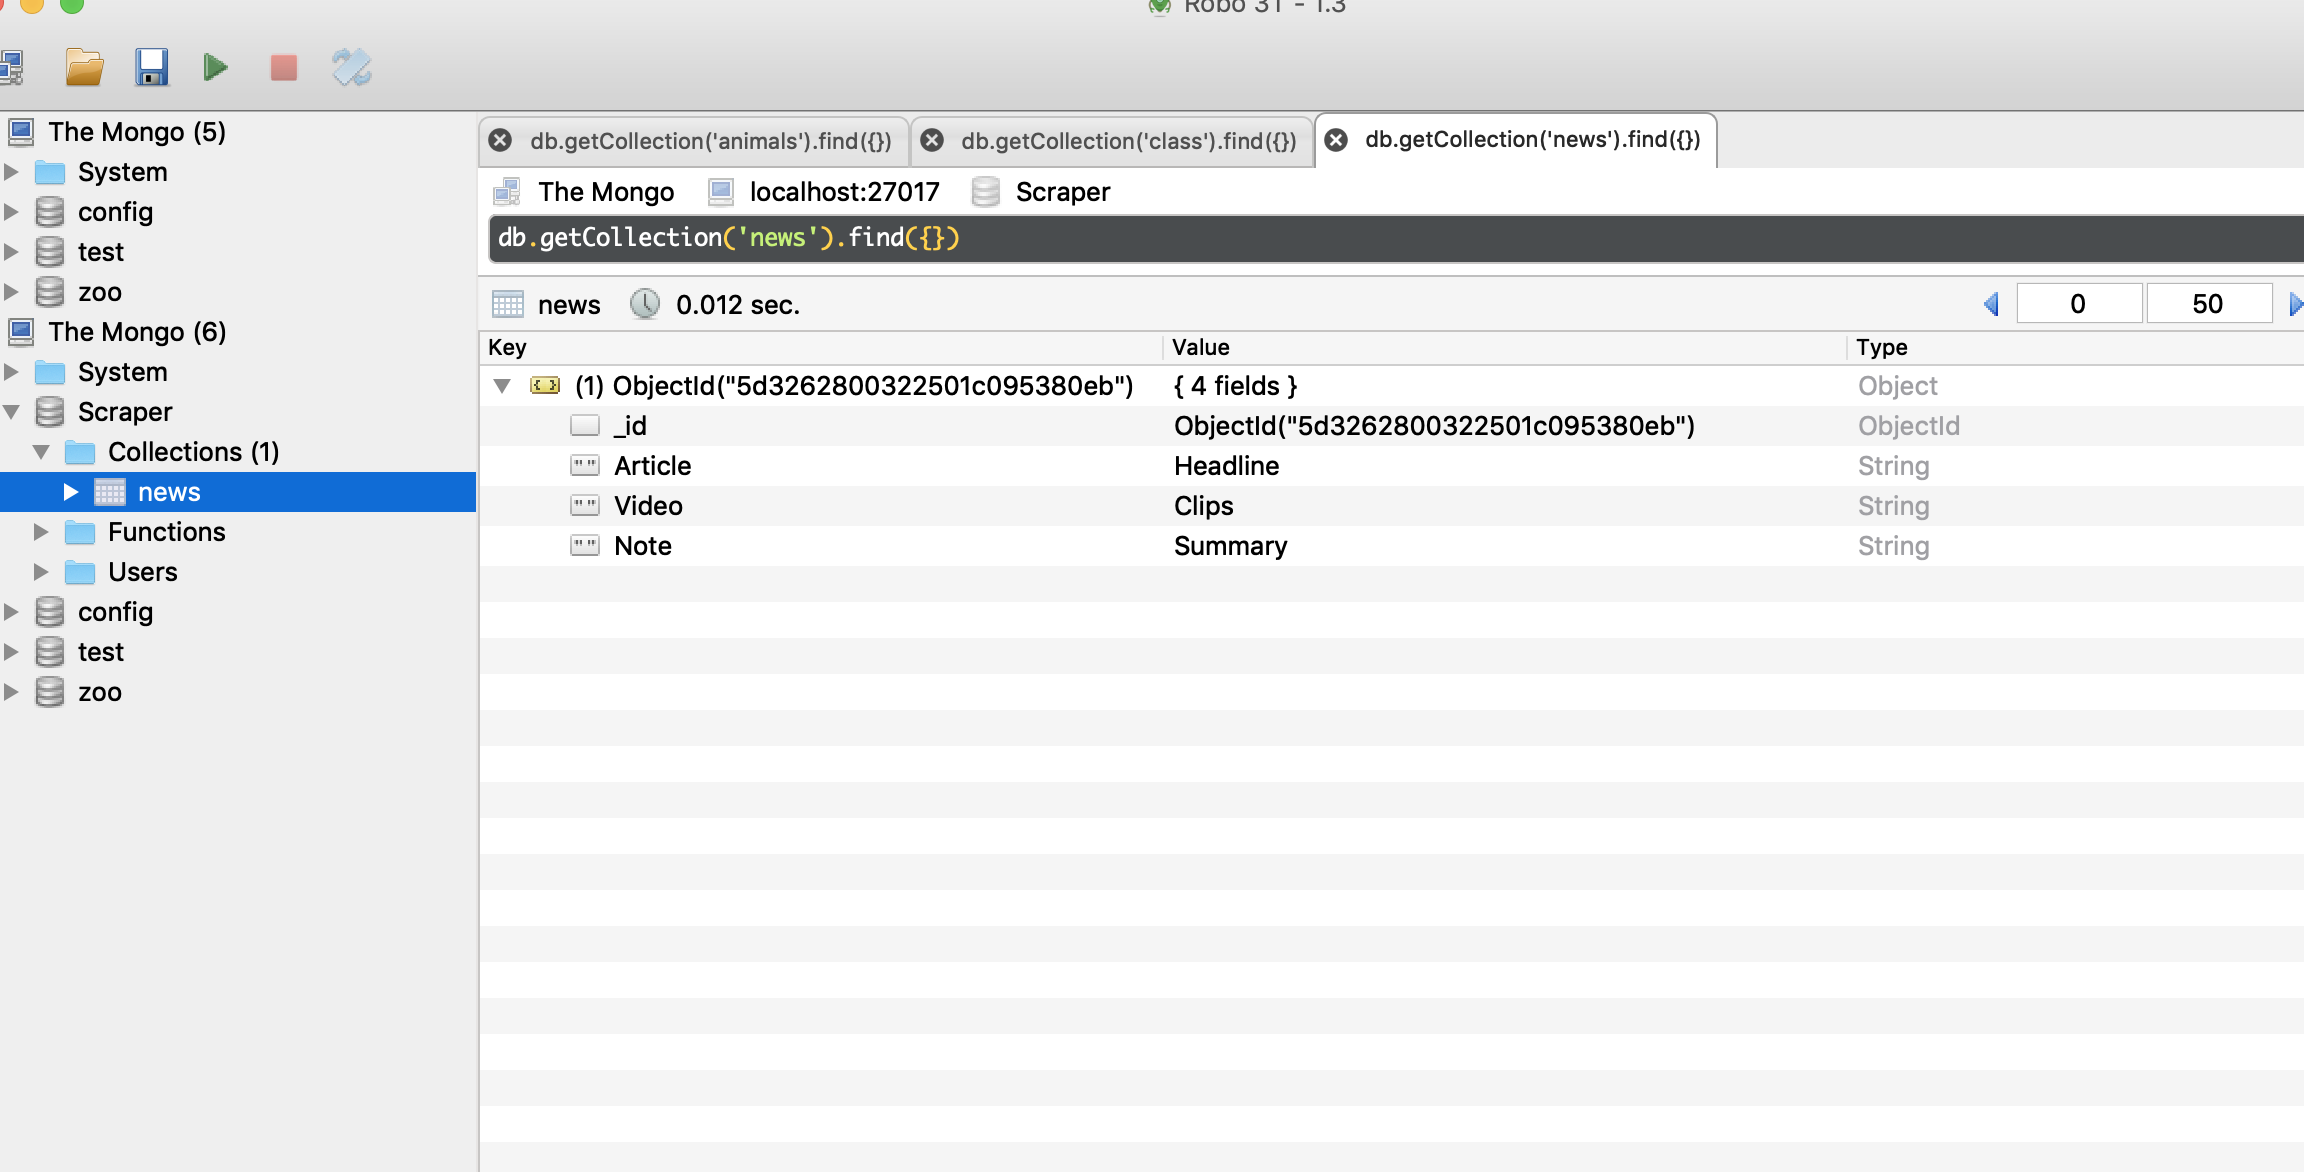 Robo 3T - 1.3
The Mongo (5)
System
config
test
zoo
The Mongo (6)
System
Scraper
Collections (1)
news
Functions
Users
config
test
zoo
db.getCollection('animals').find({})
db.getCollection('class').find({})
db.getCollection('news').find({})
The Mongo localhost:27017 Scraper
db.getCollection('news').find({})
news 0.012 sec. 0 50
Key Value Type
(1) ObjectId("5d3262800322501c095380eb") { 4 fields } Object
_id ObjectId("5d3262800322501c095380eb") ObjectId
Article Headline String
Video Clips String
Note Summary String